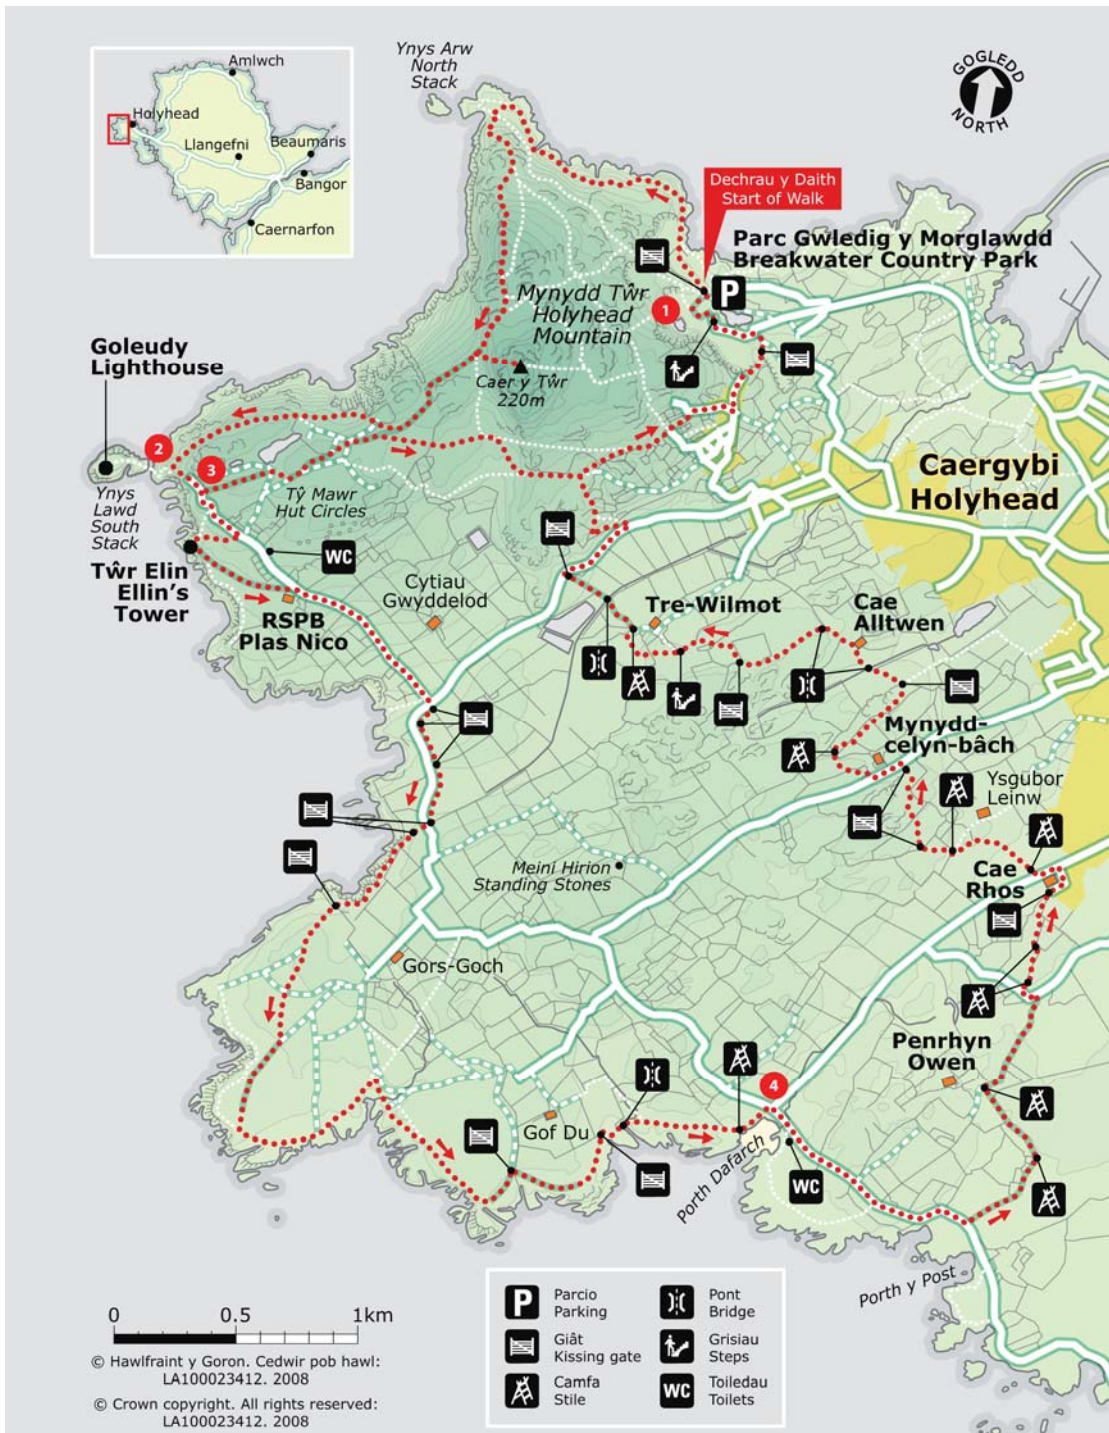 Ynys Arw
North
Stack
GOGLEDD
NORTH
Amlwch
Holyhead
Llangefni
Beaumaris
Bangor
Caernarfon
Dechrau y Daith
Start of Walk
Parc Gwledig y Morglawdd
Breakwater Country Park
P
1
Mynydd Tŵr
Holyhead
Mountain
Caer y Tŵr
220m
Goleudy
Lighthouse
2
3
Ynys
Lawd
South
Stack
Tŷ Mawr
Hut Circles
Caergybi
Holyhead
Tŵr Elin
Ellin's
Tower
WC
RSPB
Plas Nico
Cytiau
Gwyddelod
Tre-Wilmot
Cae
Alltwen
Mynydd-
celyn-bâch
Ysgubor
Leinw
Meini Hirion
Standing Stones
Cae
Rhos
Gors-Goch
Penrhyn
Owen
4
Gof Du
Porth Dafarch
WC
Porth y Post
0 0.5 1km
© Hawlfraint y Goron. Cedwir pob hawl:
LA100023412. 2008
© Crown copyright. All rights reserved:
LA100023412. 2008
P Parcio
Parking
Giât
Kissing gate
Camfa
Stile
Pont
Bridge
Grisiau
Steps
WC Toiledau
Toilets